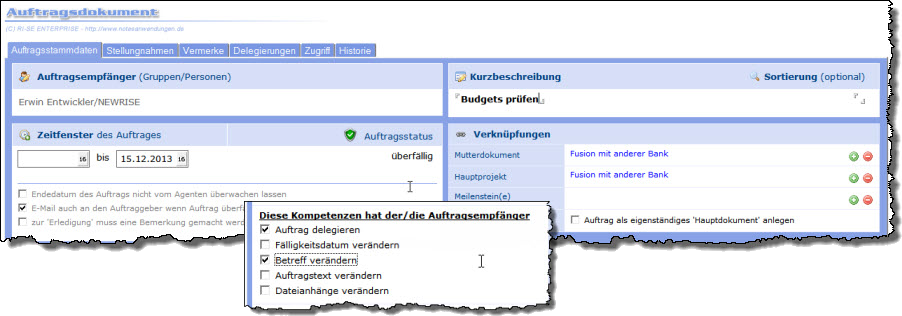 Auftragsdokument
(C) RI-SE ENTERPRISE - http://www.notesanwendungen.de
Auftragsstammdaten Stellungnahmen Vermerke Delegierungen Zugriff Historie
Auftragsempfänger (Gruppen/Personen)
Erwin Entwickler/NEWRISE
Kurzbeschreibung Sortierung (optional)
Budgets prüfen
Zeitfenster des Auftrages Auftragsstatus
16 bis 15.12.2013 16 überfällig
Endedatum des Auftrags nicht vom Agenten überwachen lassen
E-Mail auch an den Auftraggeber wenn Auftrag
zur 'Erledigung' muss eine Bemerkung gemacht
Verknüpfungen
Mutterdokument Fusion mit anderer Bank
Hauptprojekt Fusion mit anderer Bank
Meilenstein(e)
Auftrag als eigenständiges 'Hauptdokument' anlegen
Diese Kompetenzen hat der/die Auftragsempfänger
Auftrag delegieren
Fälligkeitsdatum verändern
Betreff verändern
Auftragstext verändern
Dateianhänge verändern